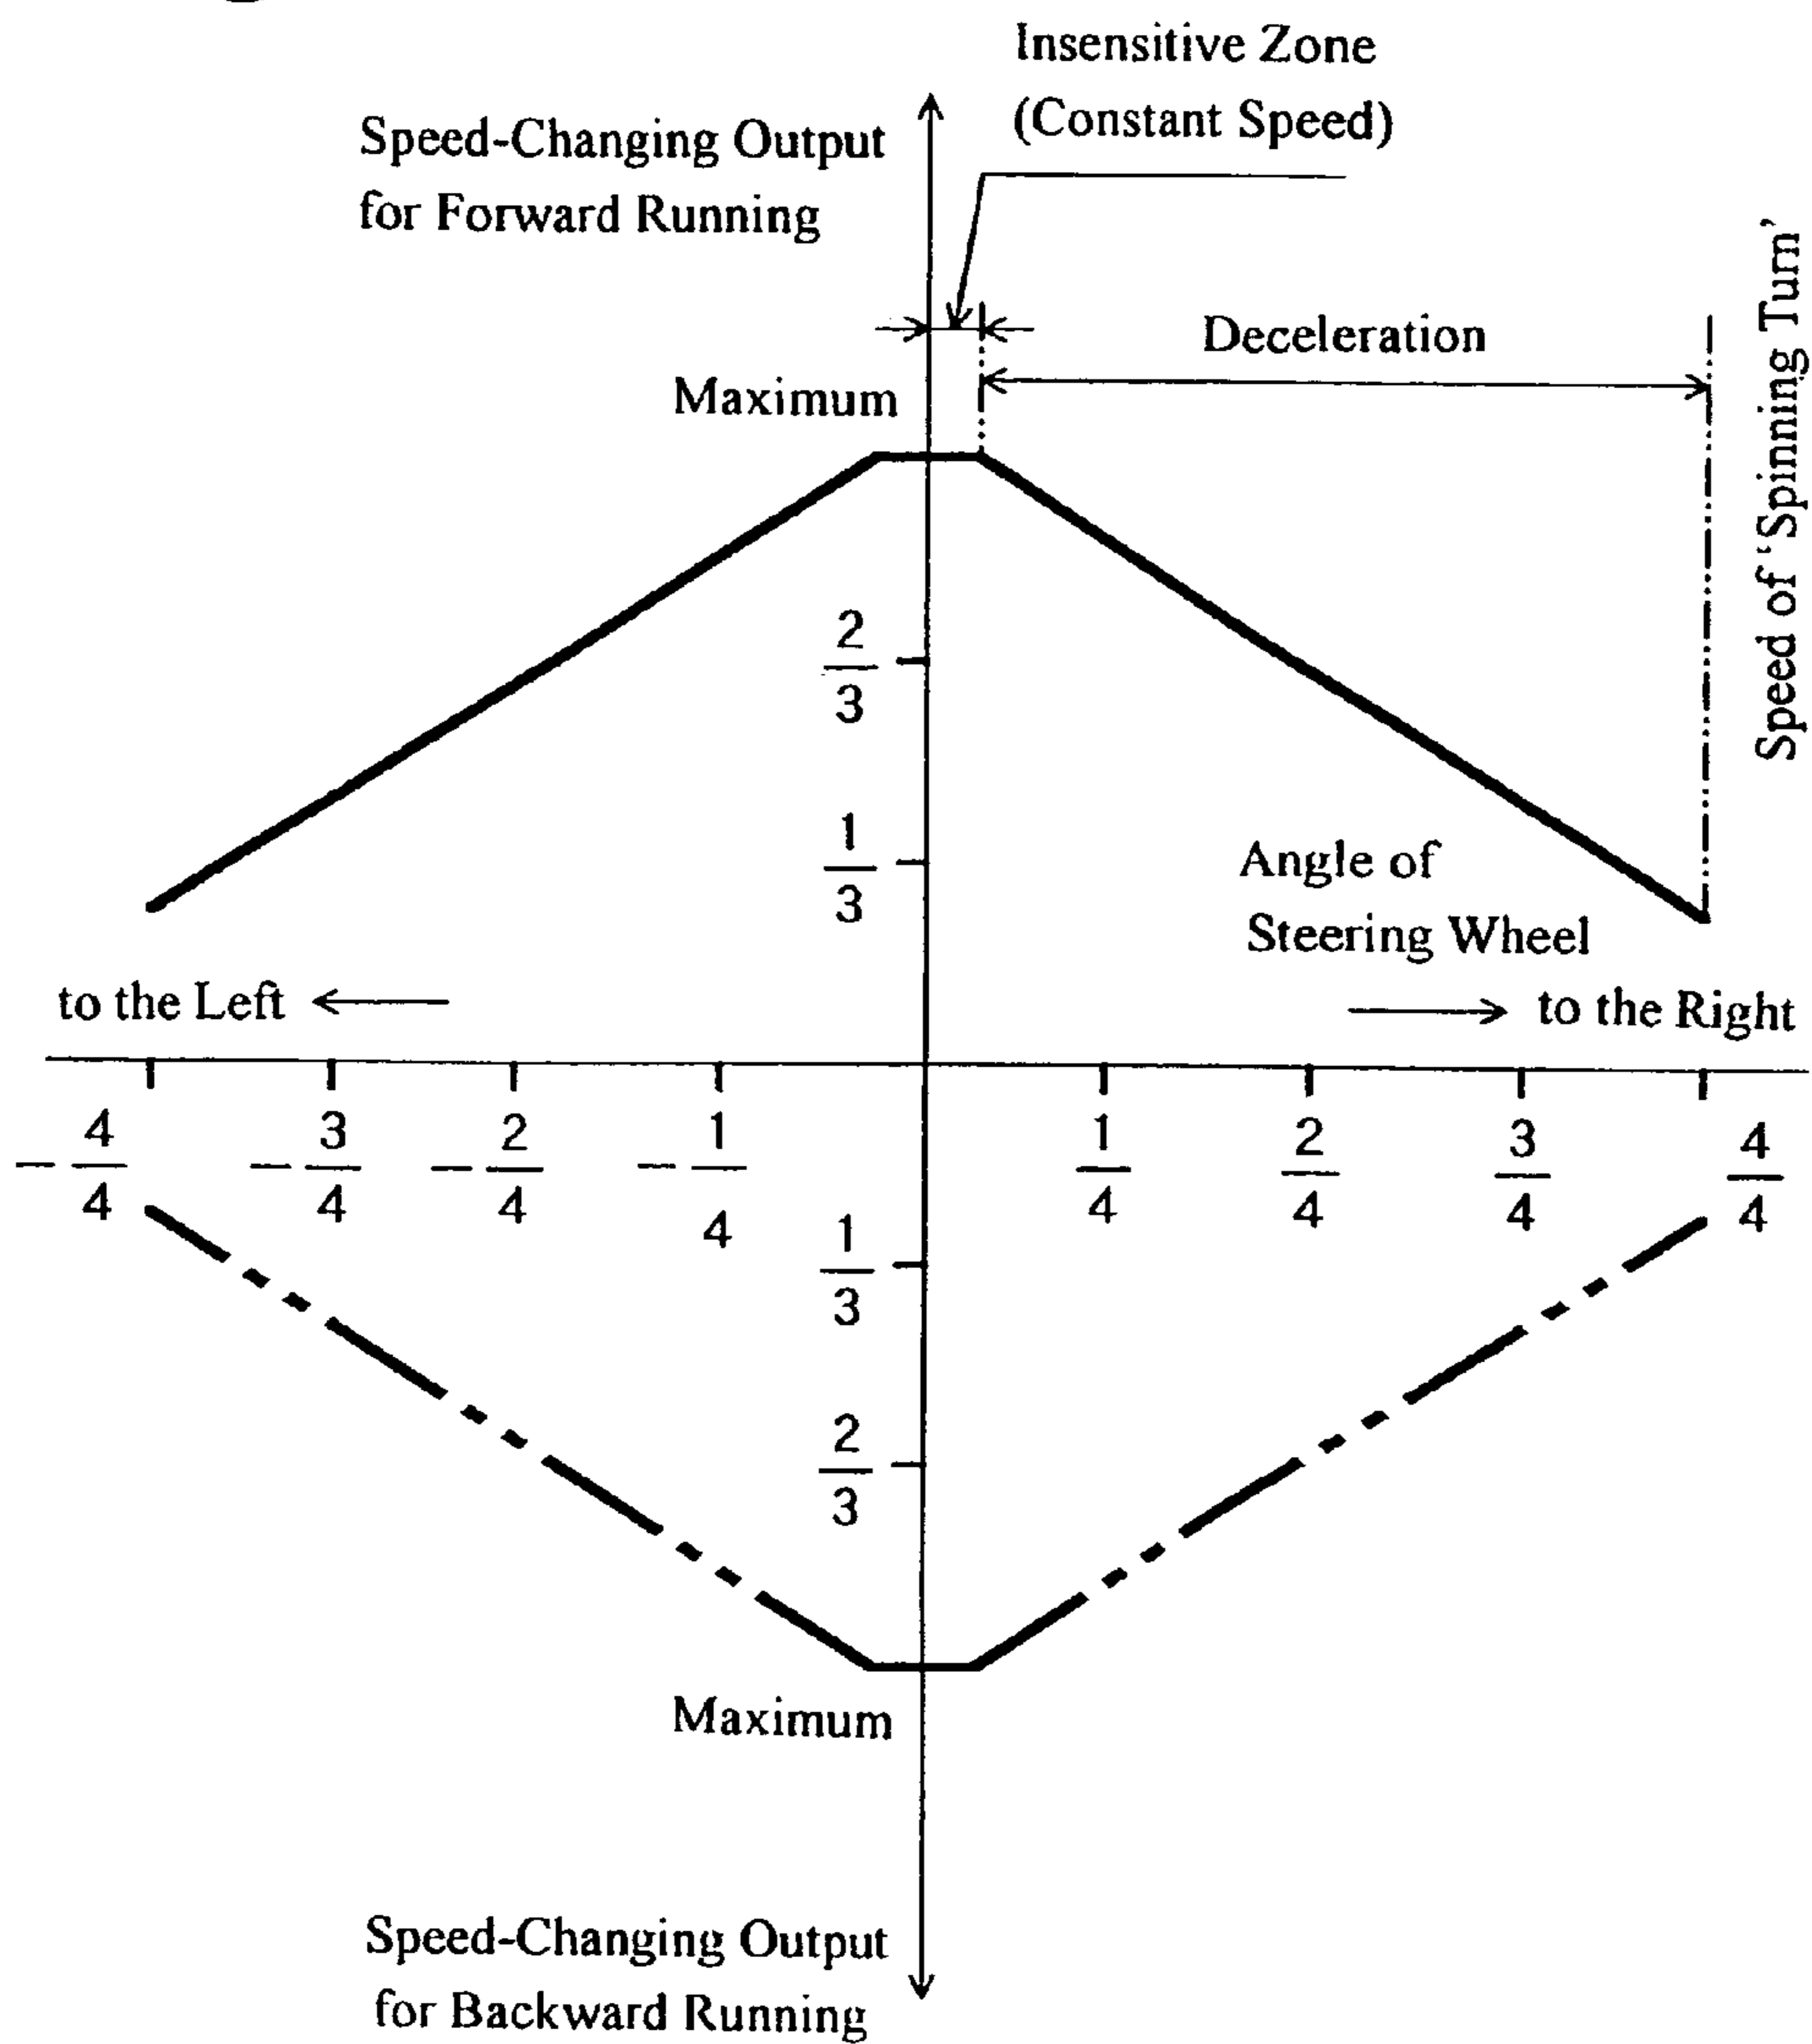 Insensitive Zone
(Constant Speed)
Speed-Changing Output
for Forward Running
Deceleration
Speed of 'Spinning Turn'
Maximum
2
3
1
3
Angle of
Steering Wheel
to the Left
to the Right
- 4/4
- 3/4
- 2/4
- 1/4
1/4
2/4
3/4
4/4
1
3
2
3
Maximum
Speed-Changing Output
for Backward Running